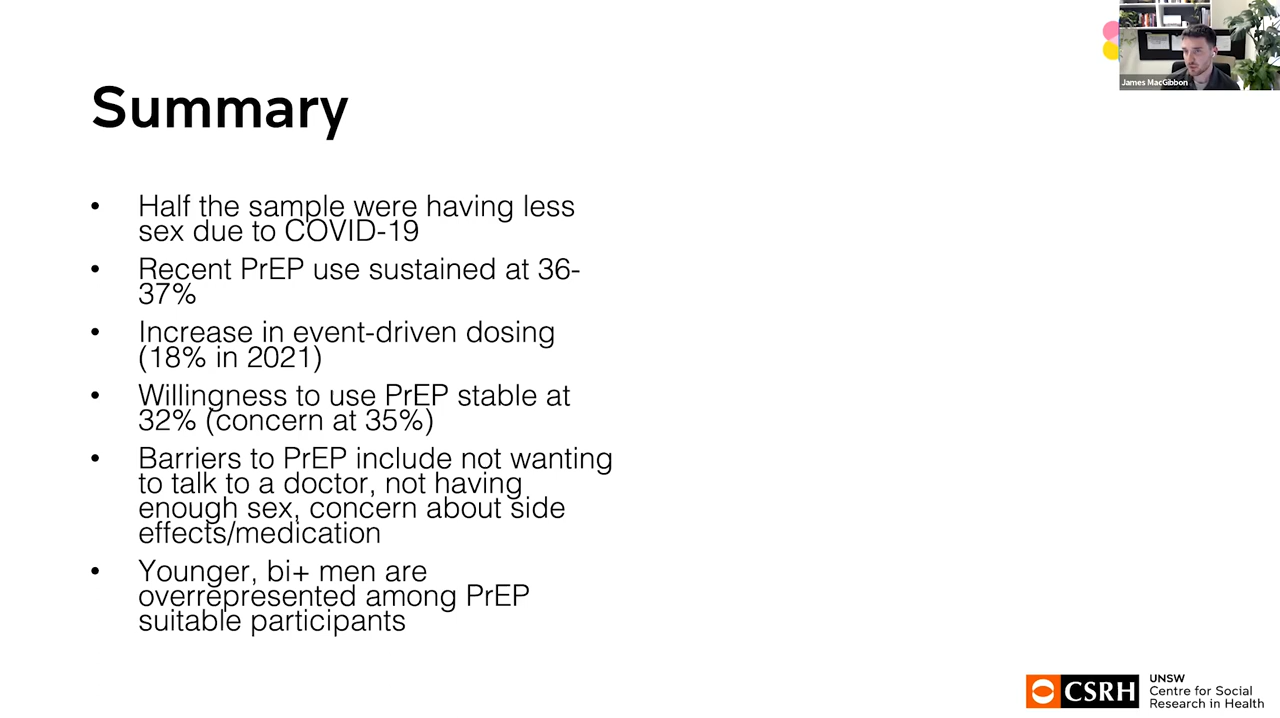 James MacGibbon
Summary
• Half the sample were having less
sex due to COVID-19
• Recent PrEP use sustained at 36-
37%
• Increase in event-driven dosing
(18% in 2021)
• Willingness to use PrEP stable at
32% (concern at 35%)
• Barriers to PrEP include not wanting
to talk to a doctor, not having
enough sex, concern about side
effects/medication
• Younger, bi+ men are
overrepresented among PrEP
suitable participants
CSRH
UNSW
Centre for Social
Research in Health